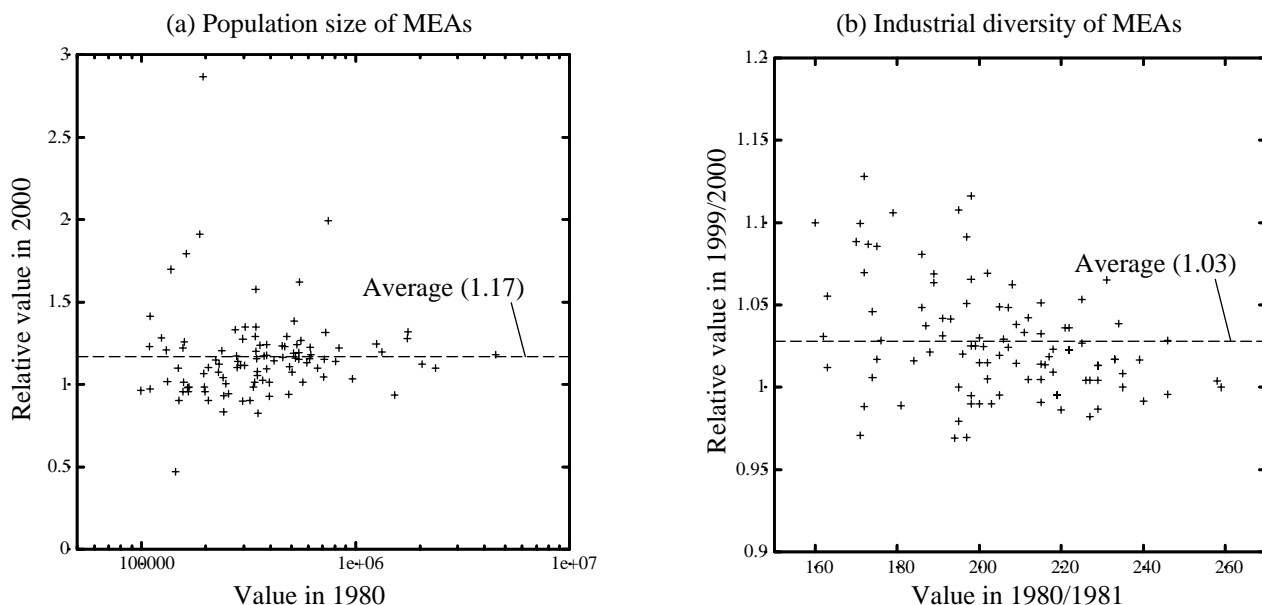 (a) Population size of MEAs
3
2.5
2
1.5
1
0.5
0
Relative value in 2000
Average (1.17)
100000
1e+06
1e+07
Value in 1980
(b) Industrial diversity of MEAs
1.2
1.15
1.1
1.05
1
0.95
0.9
Relative value in 1999/2000
Average (1.03)
160 180 200 220 240 260
Value in 1980/1981